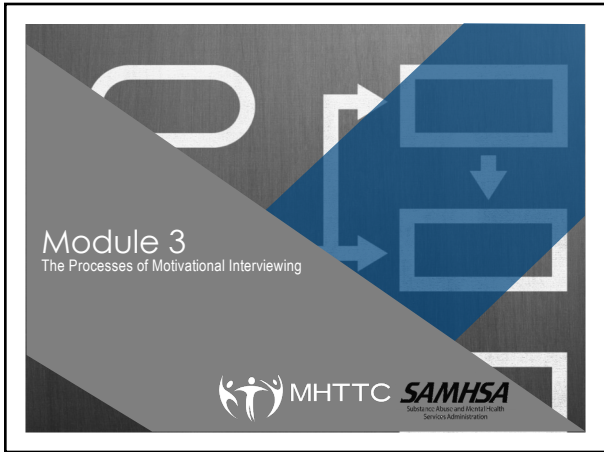 Module 3
The Processes of Motivational Interviewing
MHTTC
SAMHSA
Substance Abuse and Mental Health
Services Administration